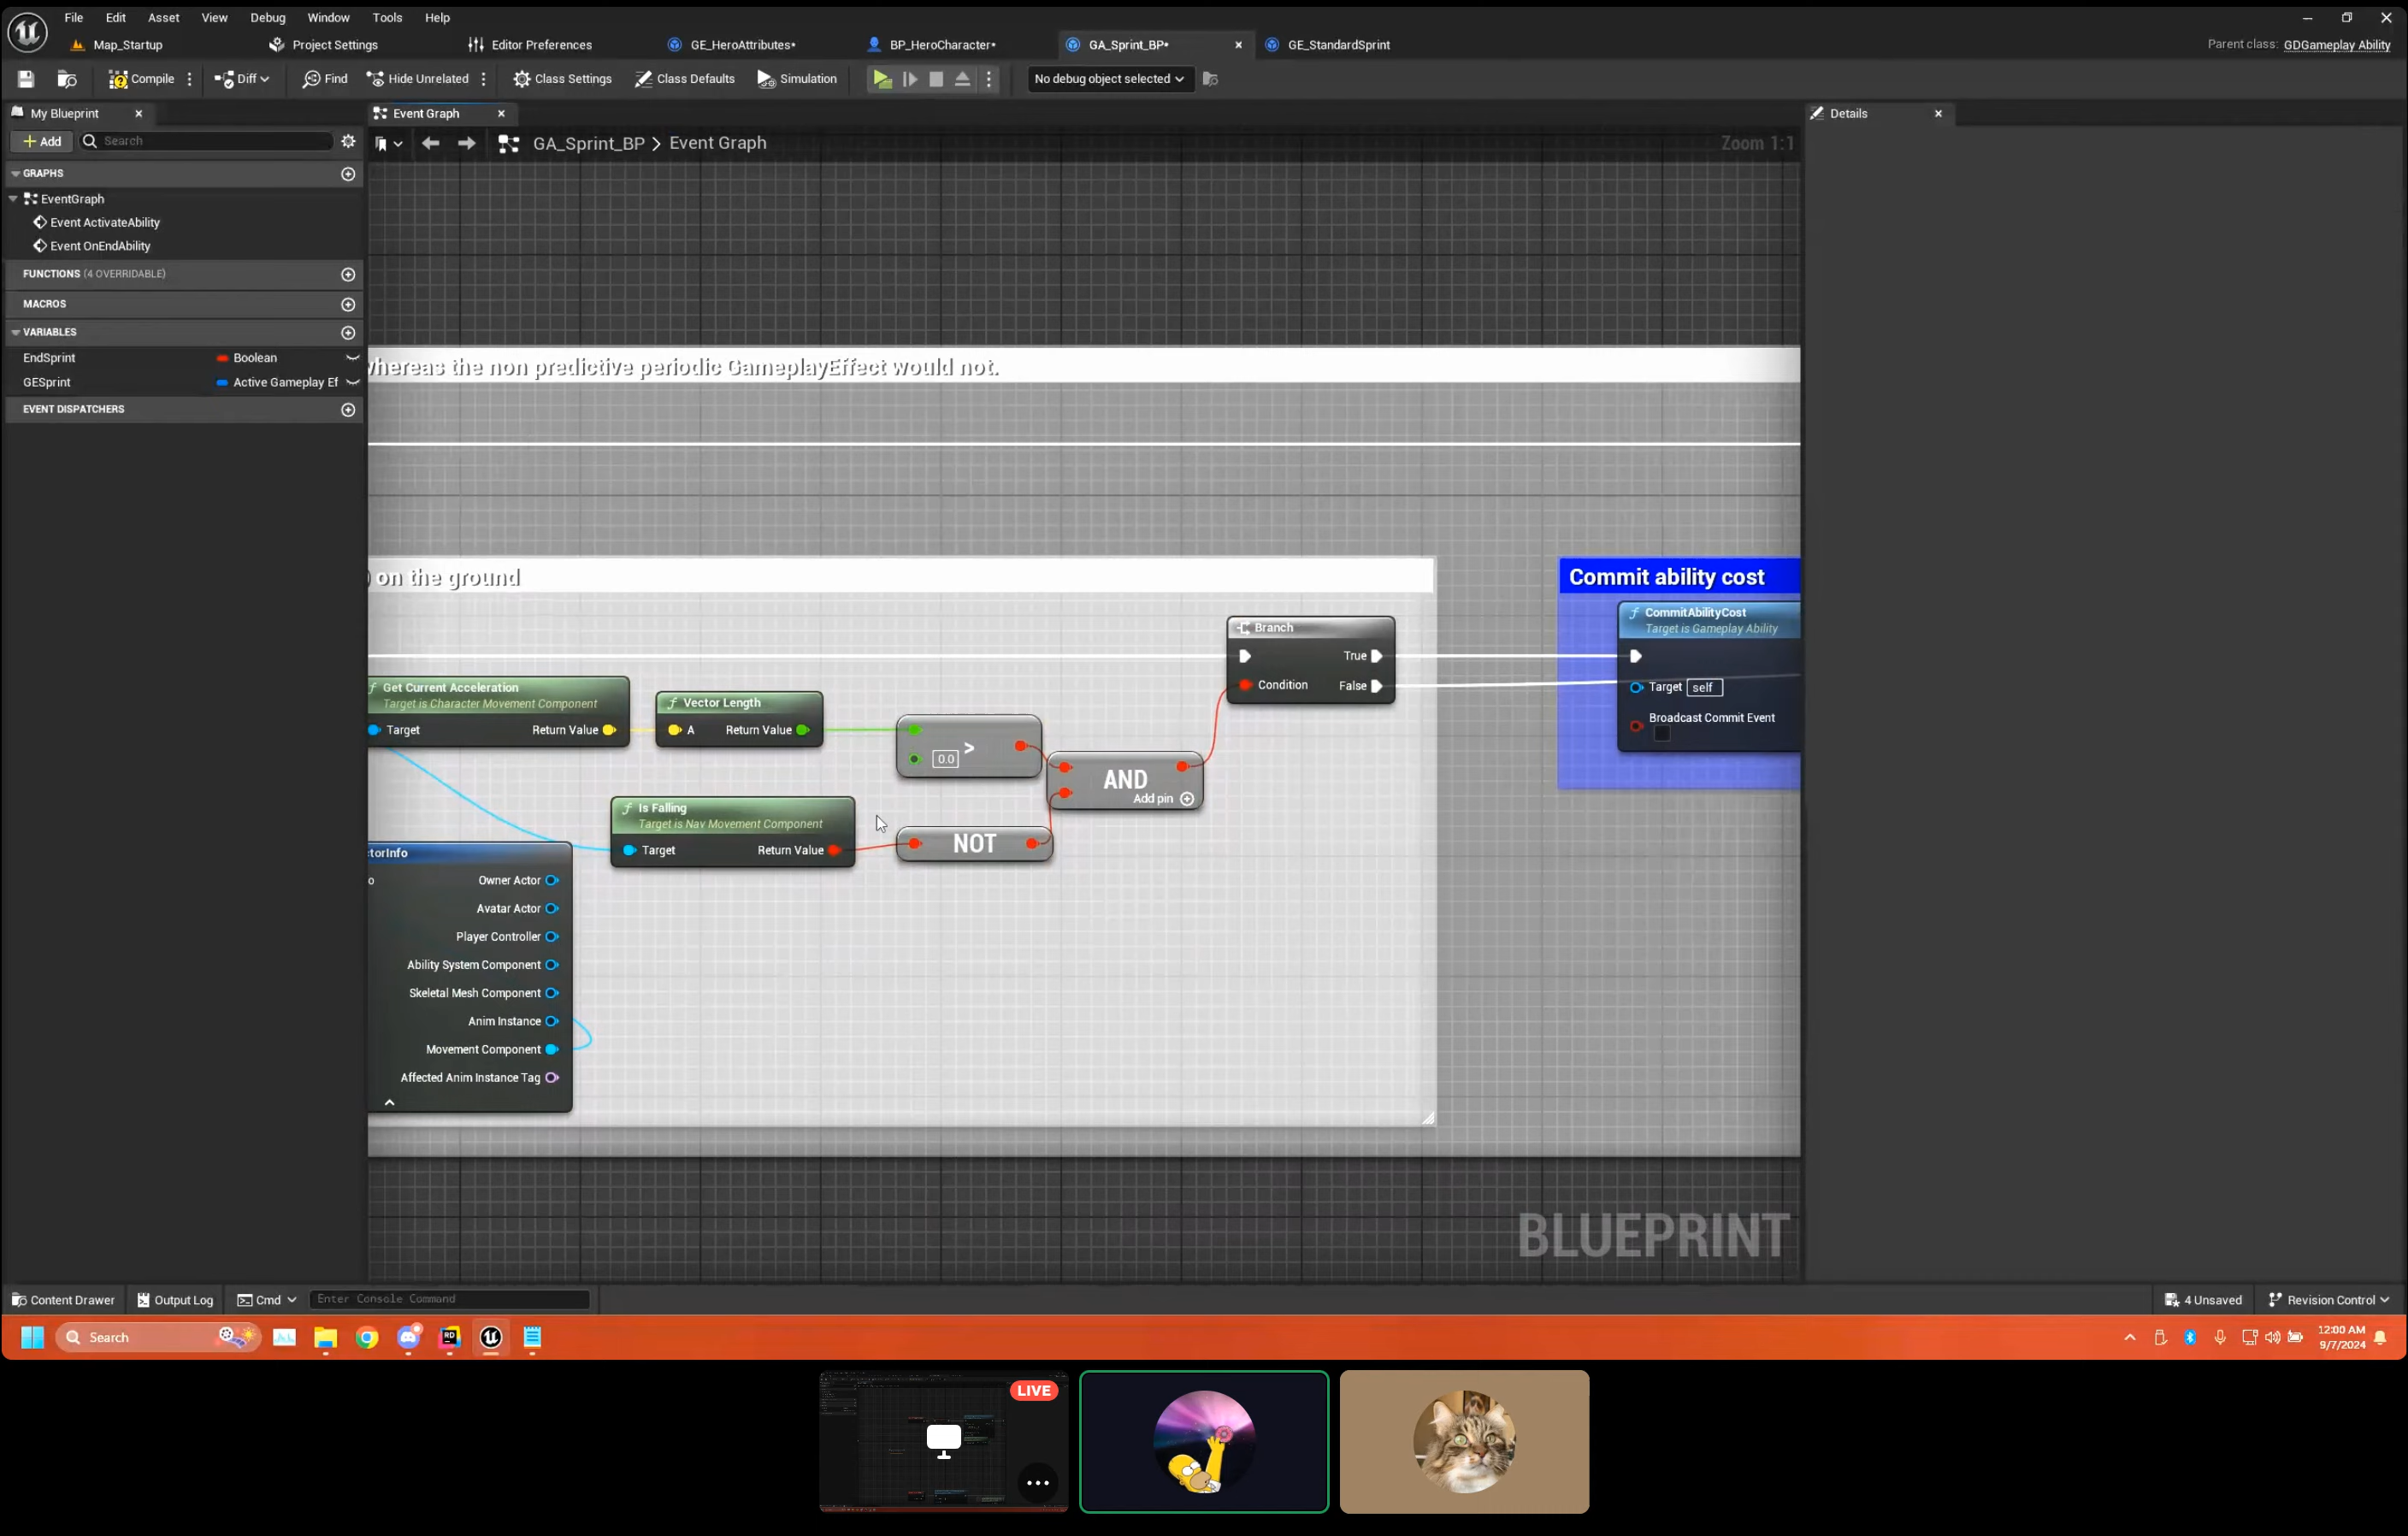 File Edit Asset View Debug Window Tools Help
Map_Startup Project Settings Editor Preferences GE_HeroAttributes* BP_HeroCharacter* GA_Sprint_BP* GE_StandardSprint Parent class: GDGameplay Ability
Compile Diff Find Hide Unrelated Class Settings Class Defaults Simulation No debug object selected
My Blueprint Event Graph Details
Add Search GA_Sprint_BP > Event Graph Zoom 1:1
GRAPHS
EventGraph
Event ActivateAbility
Event OnEndAbility
FUNCTIONS (4 OVERRIDABLE)
MACROS
VARIABLES
EndSprint Boolean
GESprint Active Gameplay Ef
EVENT DISPATCHERS
whereas the non predictive periodic GameplayEffect would not.
) on the ground
Commit ability cost
Branch
True
Condition False
CommitAbilityCost
Target is Gameplay Ability
Target self
Broadcast Commit Event
Get Current Acceleration
Target is Character Movement Component
Target Return Value
Vector Length
A Return Value
0.0 >
AND
Add pin
Is Falling
Target is Nav Movement Component
Target Return Value
NOT
ctorInfo
o Owner Actor
Avatar Actor
Player Controller
Ability System Component
Skeletal Mesh Component
Anim Instance
Movement Component
Affected Anim Instance Tag
BLUEPRINT
Content Drawer Output Log Cmd Enter Console Command 4 Unsaved Revision Control
Search RD 12:00 AM
9/7/2024
LIVE